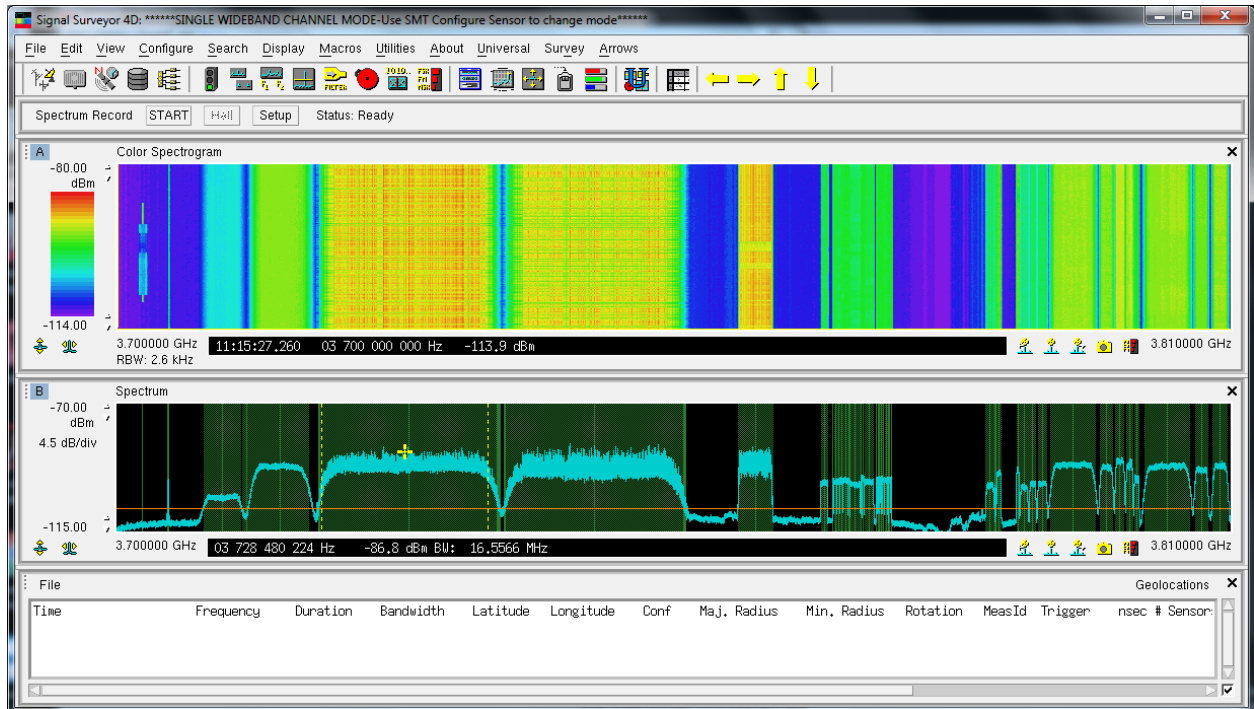 Signal Surveyor 4D: ******SINGLE WIDEBAND CHANNEL MODE-Use SMT Configure Sensor to change mode******
File Edit View Configure Search Display Macros Utilities About Universal Survey Arrows
Spectrum Record START Halt Setup Status: Ready
A Color Spectrogram
-80.00
dBm
-114.00
3.700000 GHz 11:15:27.260 03 700 000 000 Hz -113.9 dBm 3.810000 GHz
RBW: 2.6 kHz
B Spectrum
-70.00
dBm
4.5 dB/div
-115.00
3.700000 GHz 03 728 480 224 Hz -86.8 dBm BW: 16.5566 MHz 3.810000 GHz
File Geolocations
Time Frequency Duration Bandwidth Latitude Longitude Conf Maj. Radius Min. Radius Rotation MeasId Trigger nsec # Sensor